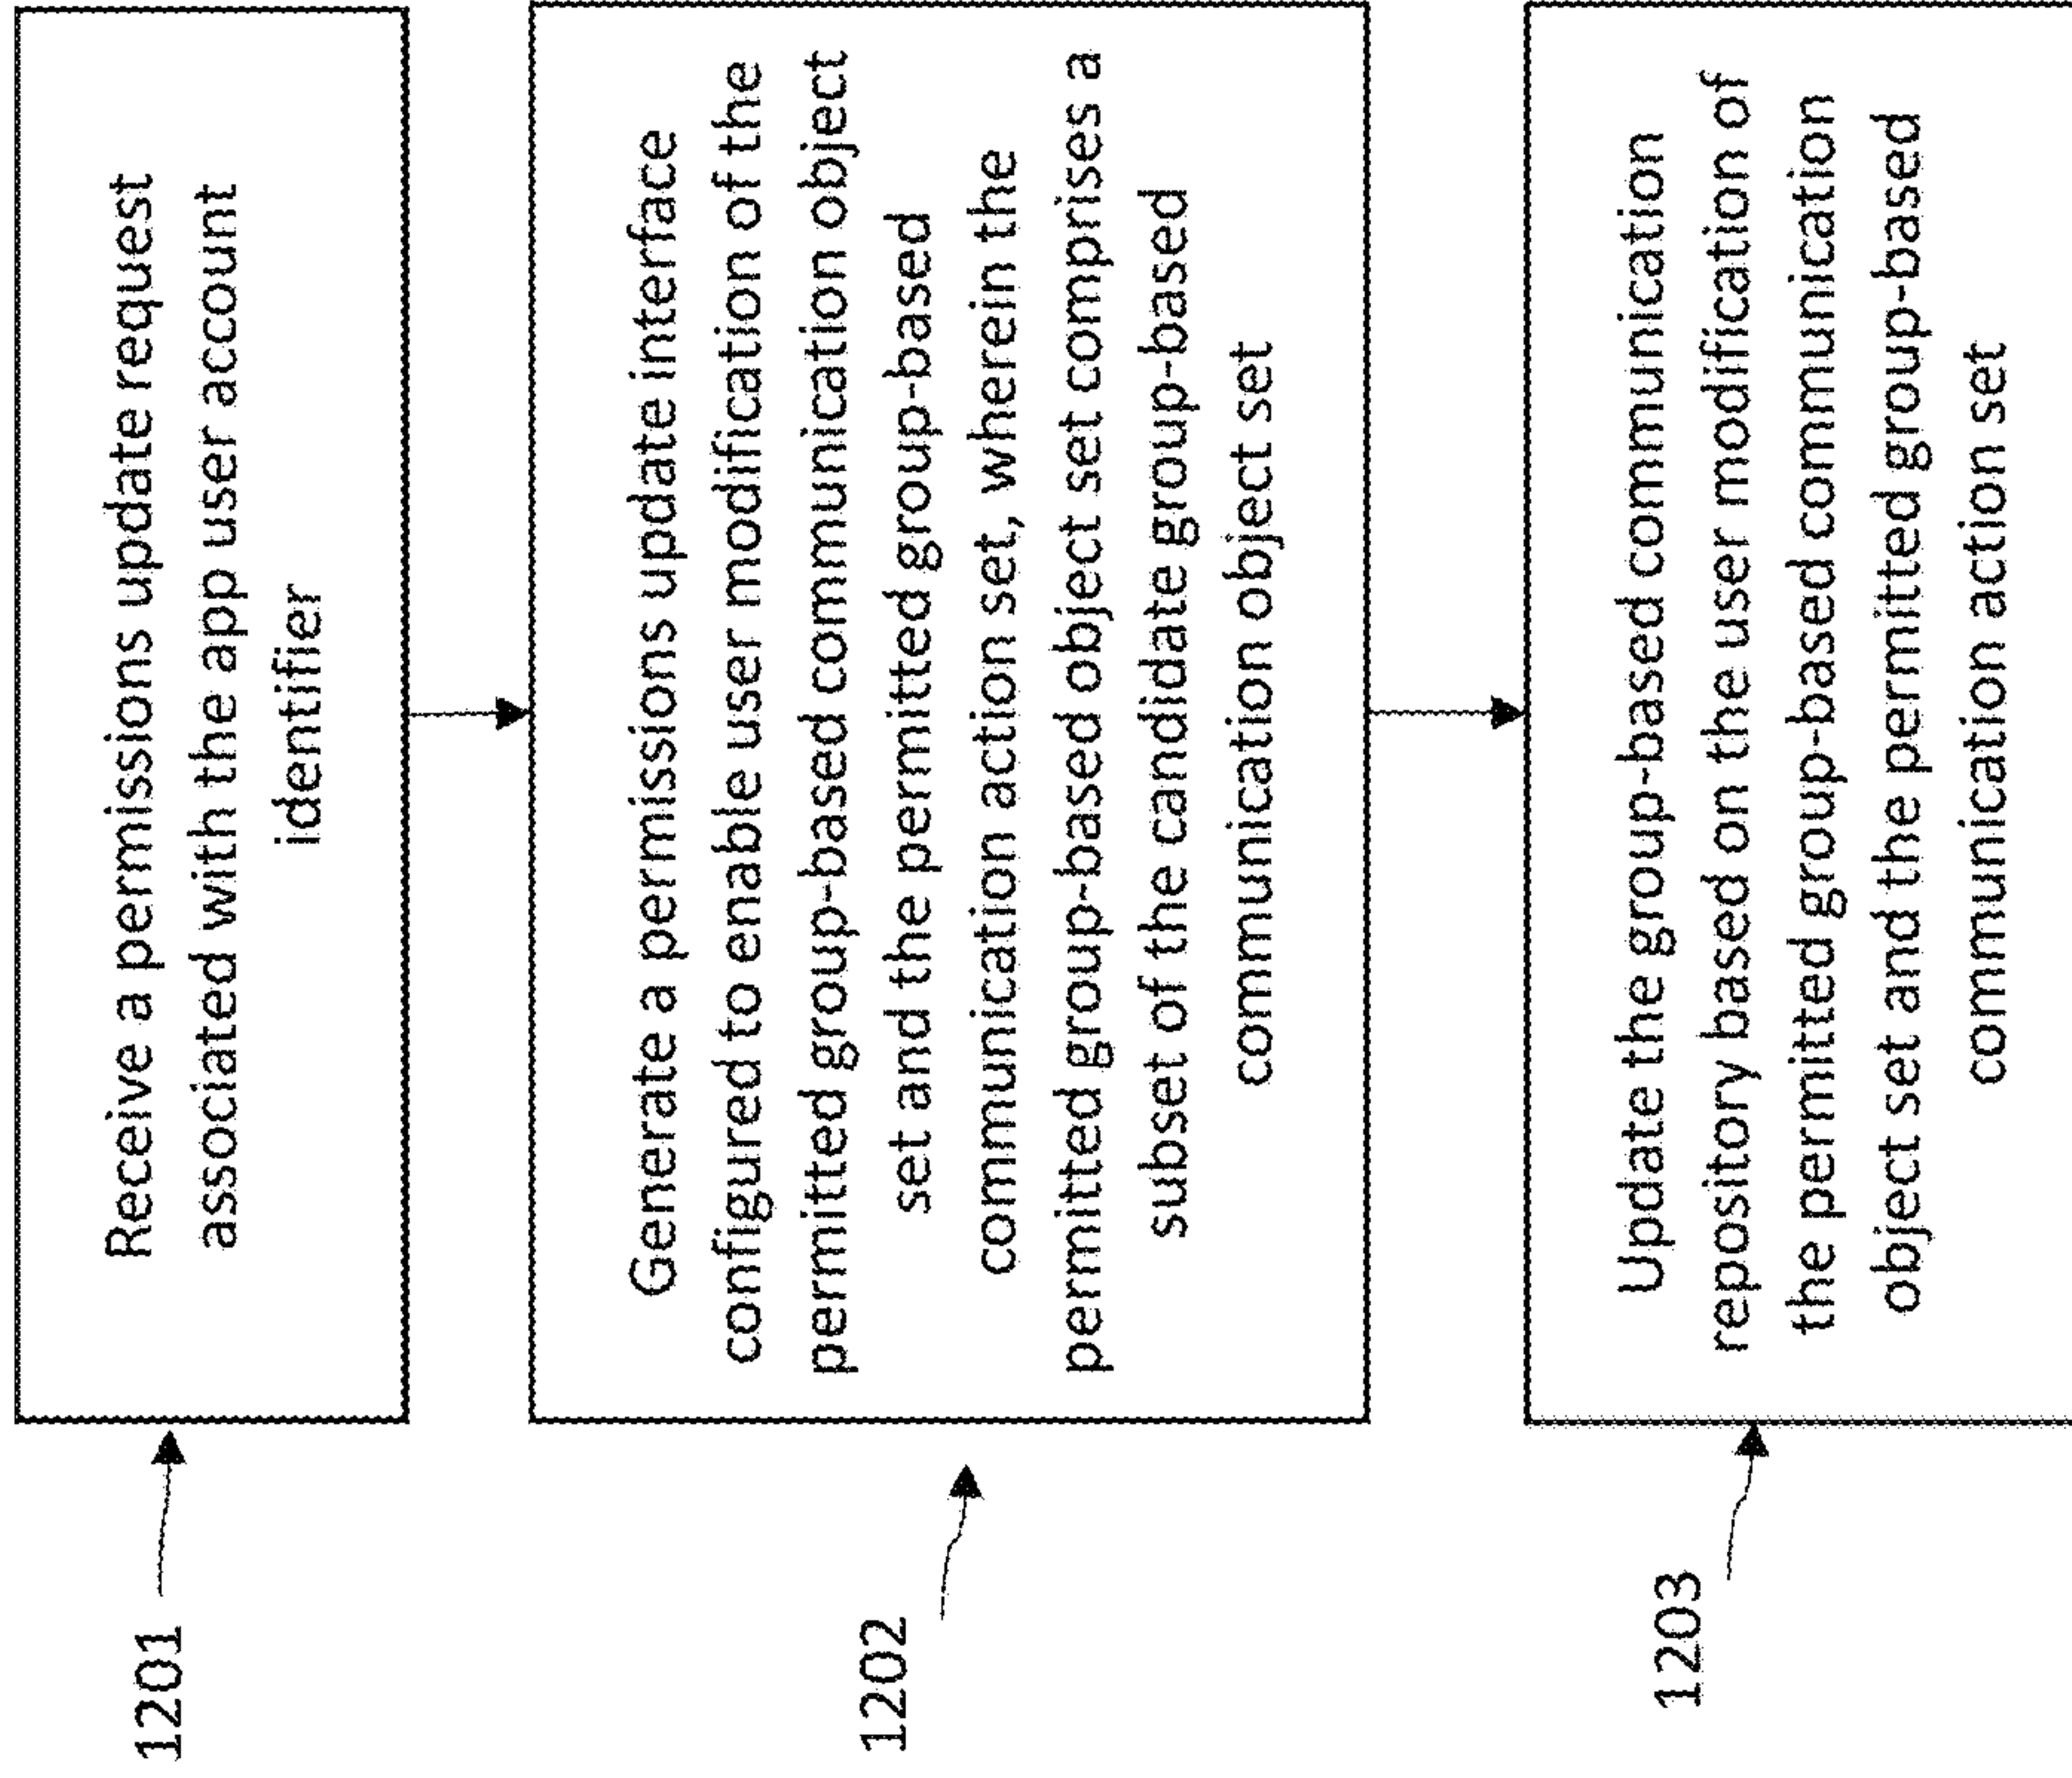 1201
Receive a permissions update request
associated with the app user account
identifier
1202
Generate a permissions update interface
configured to enable user modification of the
permitted group-based communication object
set and the permitted group-based
communication action set, wherein the
permitted group-based object set comprises a
subset of the candidate group-based
communication object set
1203
Update the group-based communication
repository based on the user modification of
the permitted group-based communication
object set and the permitted group-based
communication action set